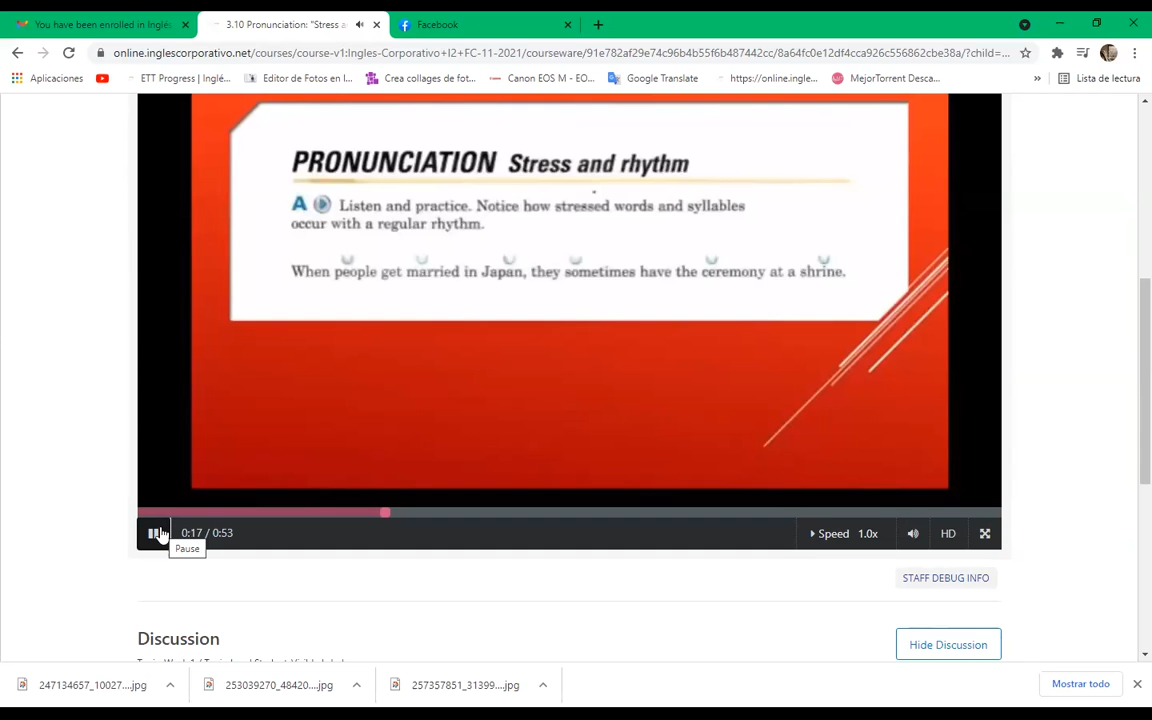 You have been enrolled in Inglés
3.10 Pronunciation: "Stress a
Facebook
online.inglescorporativo.net/courses/course-v1:Ingles-Corporativo+I2+FC-11-2021/courseware/91e782af29e74c96b4b55f6b487442cc/8a64fc0e12df4cca926c556862cbe38a/?child=...
Aplicaciones
ETT Progress | Inglé...
Editor de Fotos en l...
Crea collages de fot...
Canon EOS M - EO...
Google Translate
https://online.ingle...
MejorTorrent Desca...
»
Lista de lectura
PRONUNCIATION Stress and rhythm
A Listen and practice. Notice how stressed words and syllables
occur with a regular rhythm.
When people get married in Japan, they sometimes have the ceremony at a shrine.
0:17 / 0:53
Speed 1.0x
HD
Pause
STAFF DEBUG INFO
Discussion
Hide Discussion
247134657_10027....jpg
253039270_48420....jpg
257357851_31399....jpg
Mostrar todo